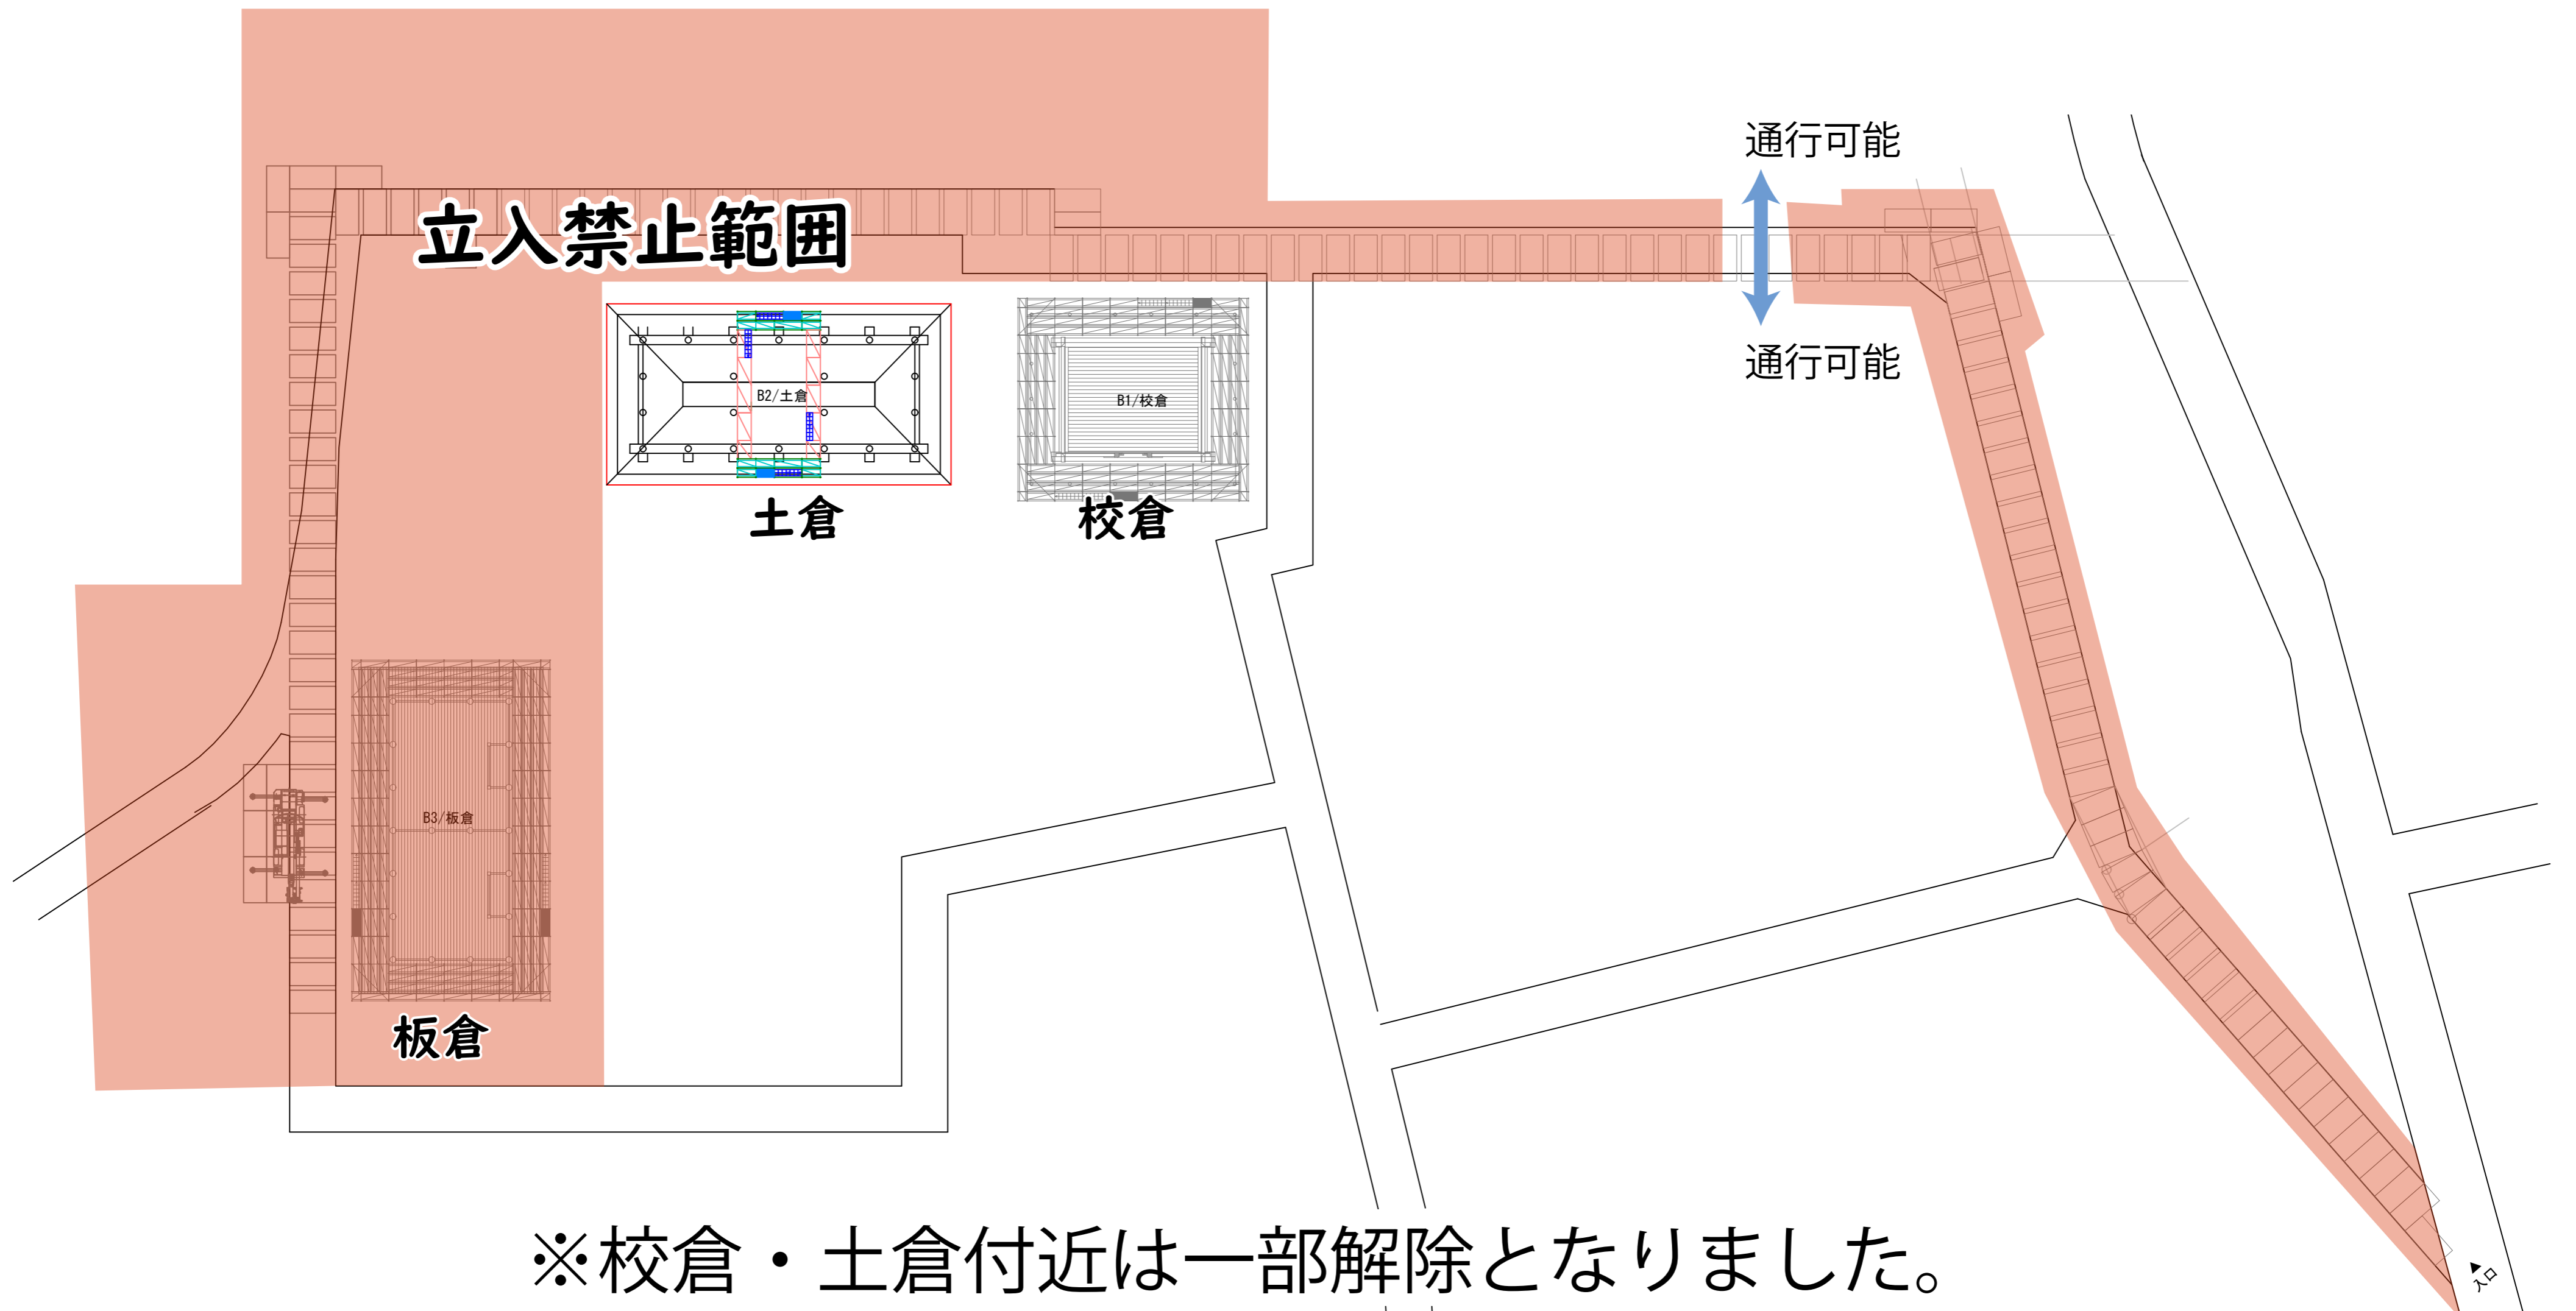 通行可能
立入禁止範囲
通行可能
B2/土倉
B1/校倉
土倉
校倉
B3/板倉
板倉
※校倉・土倉付近は一部解除となりました。
入口